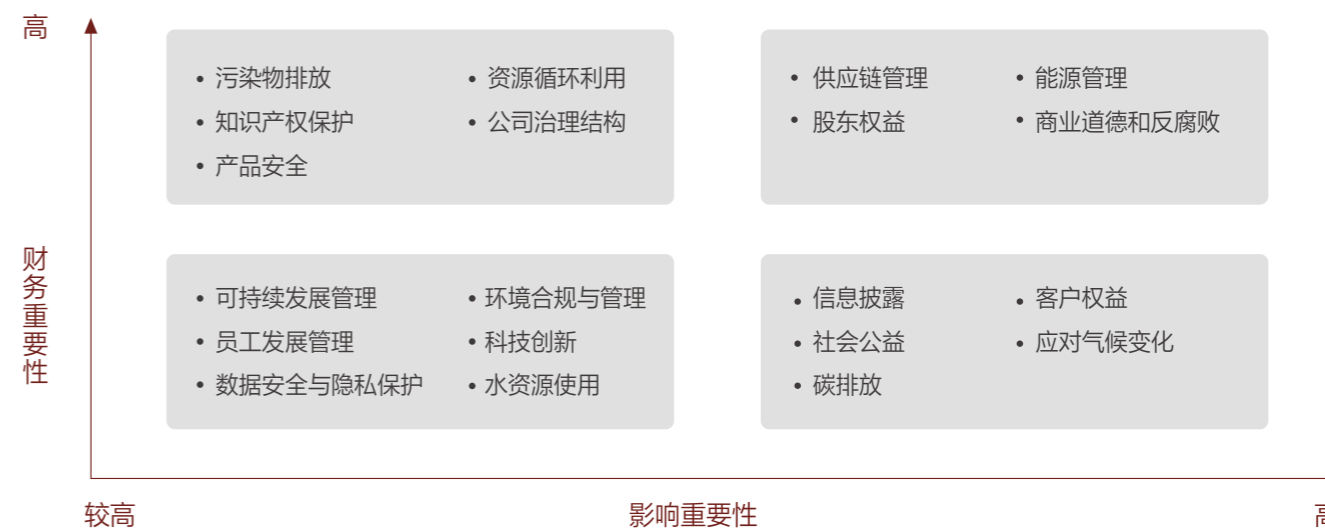 高
污染物排放
资源循环利用
知识产权保护
公司治理结构
产品安全
供应链管理
能源管理
股东权益
商业道德和反腐败
财务重要性
可持续发展管理
环境合规与管理
员工发展管理
科技创新
数据安全与隐私保护
水资源使用
信息披露
客户权益
社会公益
应对气候变化
碳排放
较高
影响重要性